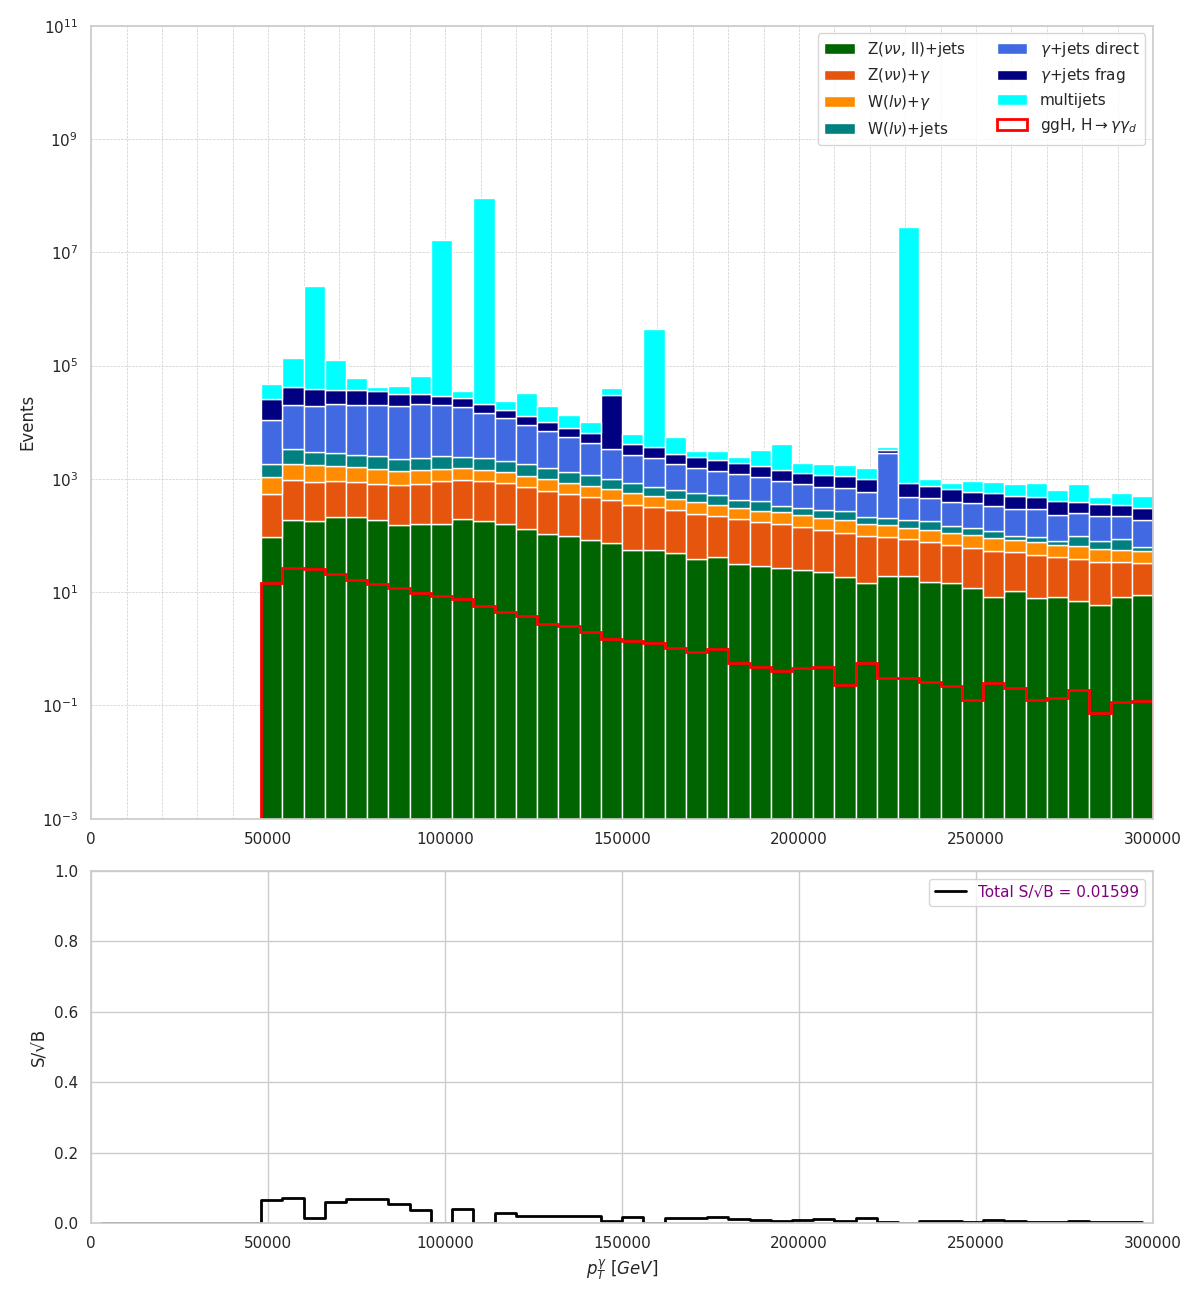 10^11
10^9
10^7
10^5
10^3
10^1
10^−1
10^−3
Events
Z(νν, ll)+jets
Z(νν)+γ
W(lν)+γ
W(lν)+jets
γ+jets direct
γ+jets frag
multijets
ggH, H→γγ_d
0 50000 100000 150000 200000 250000 300000
1.0
0.8
0.6
0.4
0.2
0.0
S/√B
Total S/√B = 0.01599
0 50000 100000 150000 200000 250000 300000
p_T^γ [GeV]